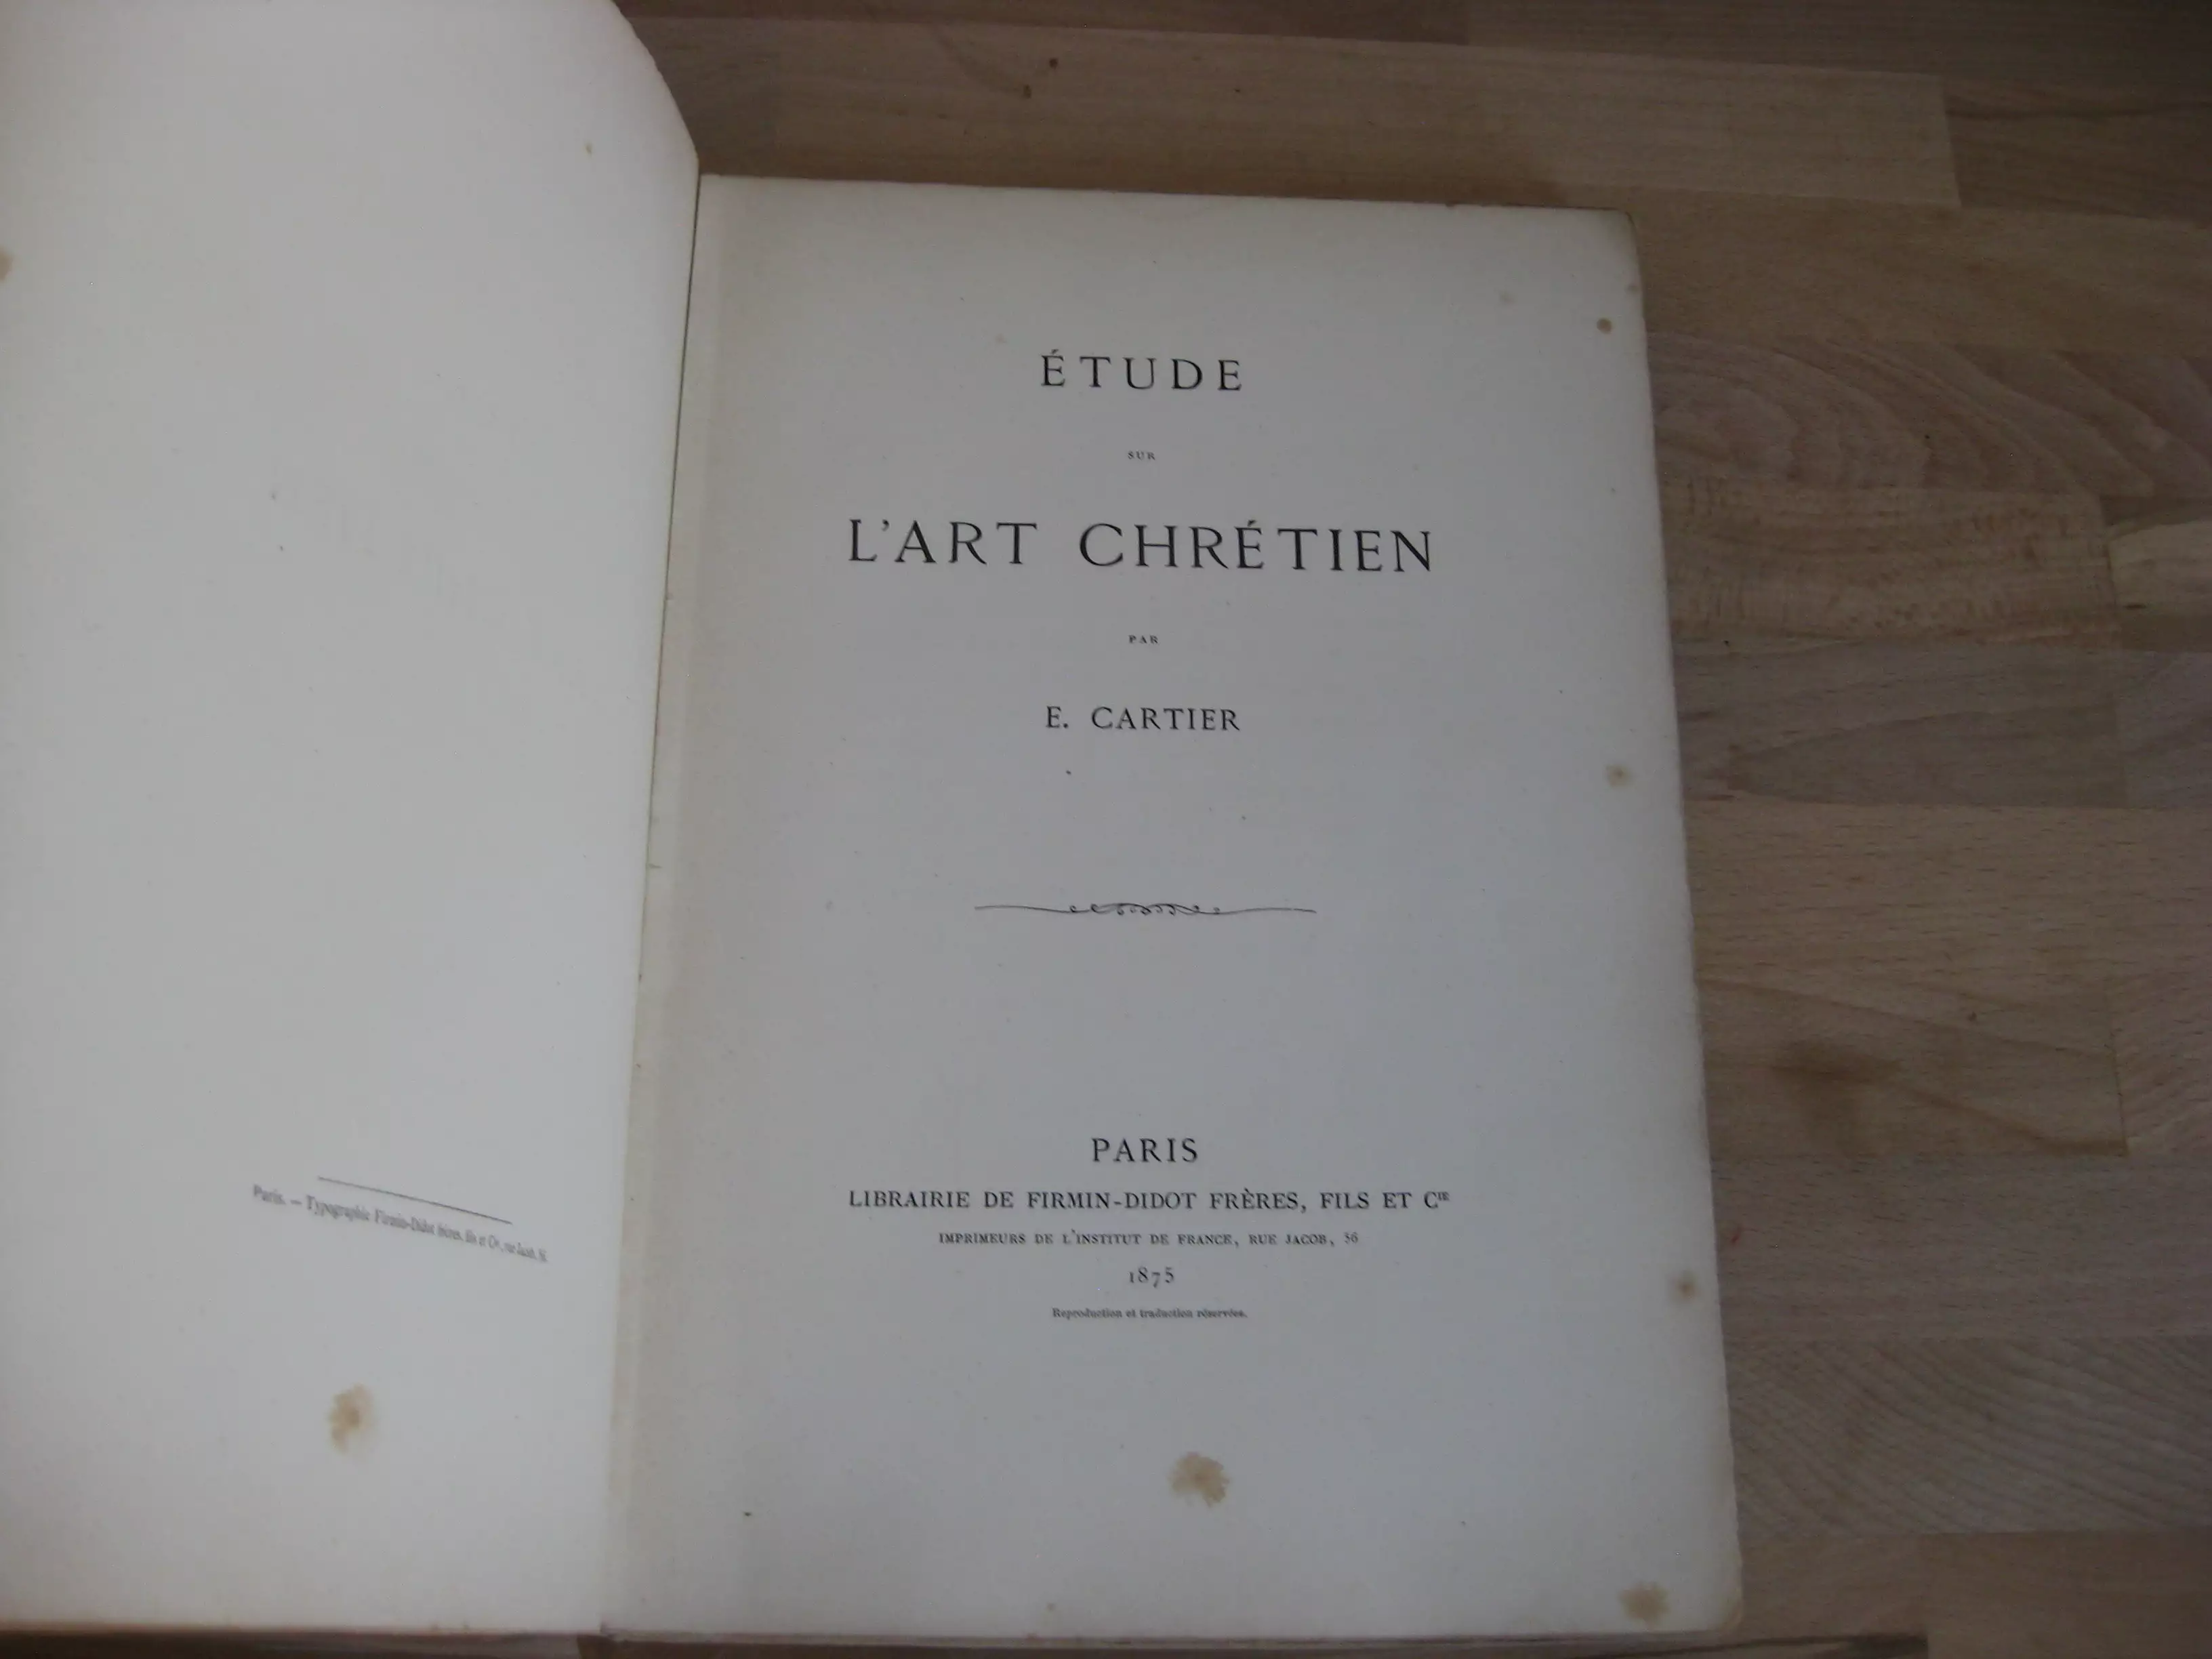 Paris. — Typographie Firmin-Didot frères, fils et Cie, rue Jacob, 56.
ÉTUDE
SUR
L'ART CHRÉTIEN
PAR
E. CARTIER
PARIS
LIBRAIRIE DE FIRMIN-DIDOT FRÈRES, FILS ET CIE
IMPRIMEURS DE L'INSTITUT DE FRANCE, RUE JACOB, 56
1875
Reproduction et traduction réservées.